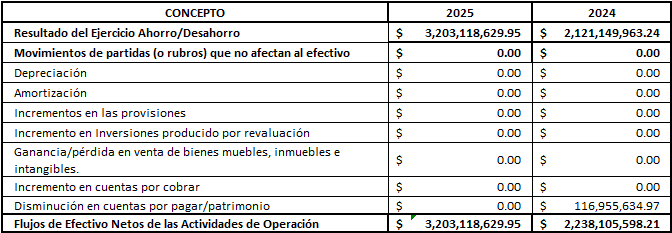 CONCEPTO 2025 2024
Resultado del Ejercicio Ahorro/Desahorro $ 3,203,118,629.95 $ 2,121,149,963.24
Movimientos de partidas (o rubros) que no afectan al efectivo $ 0.00 $ 0.00
Depreciación $ 0.00 $ 0.00
Amortización $ 0.00 $ 0.00
Incrementos en las provisiones $ 0.00 $ 0.00
Incremento en Inversiones producido por revaluación $ 0.00 $ 0.00
Ganancia/pérdida en venta de bienes muebles, inmuebles e
intangibles. $ 0.00 $ 0.00
Incremento en cuentas por cobrar $ 0.00 $ 0.00
Disminución en cuentas por pagar/patrimonio $ 0.00 $ 116,955,634.97
Flujos de Efectivo Netos de las Actividades de Operación $ 3,203,118,629.95 $ 2,238,105,598.21